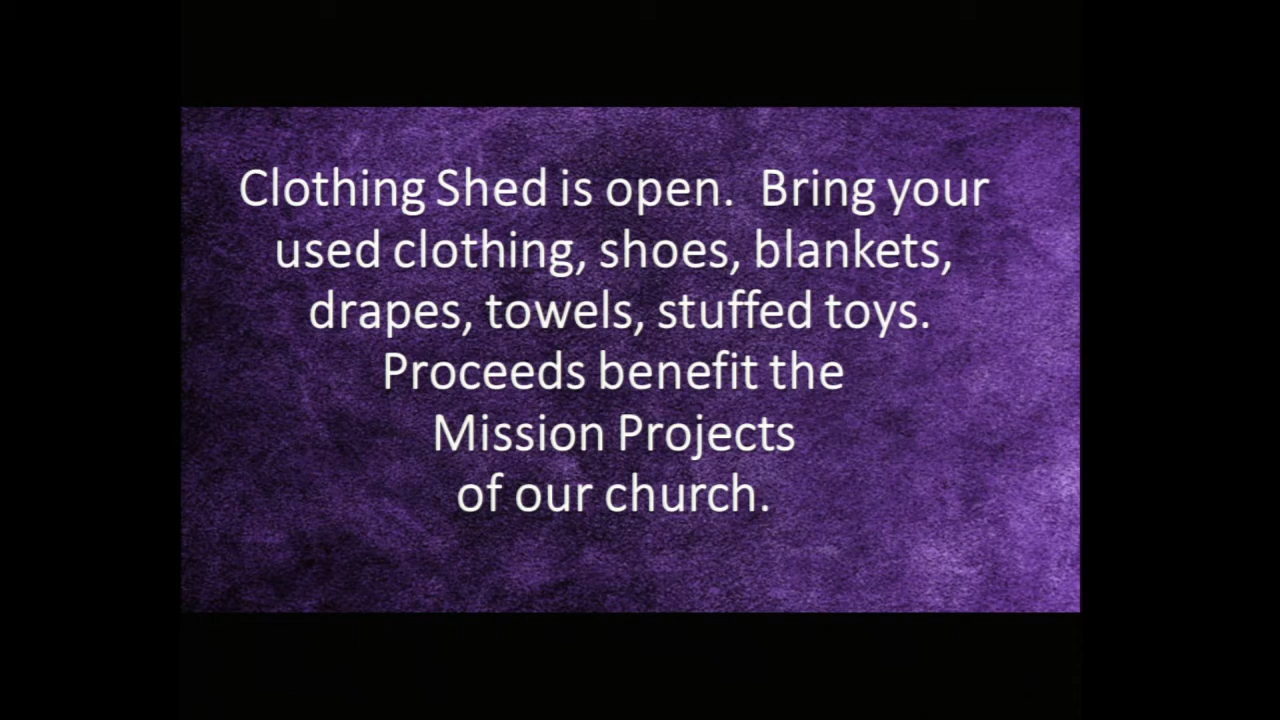 Clothing Shed is open.  Bring your
used clothing, shoes, blankets,
drapes, towels, stuffed toys.
Proceeds benefit the
Mission Projects
of our church.